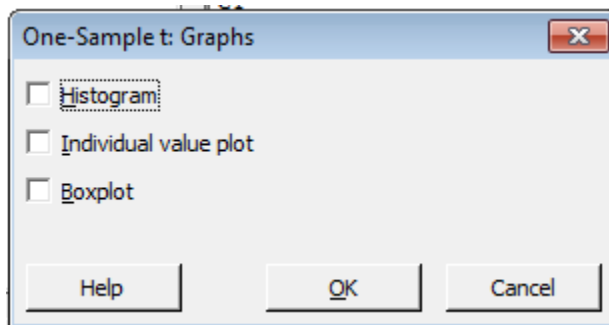 One-Sample t: Graphs
Histogram
Individual value plot
Boxplot
Help OK Cancel